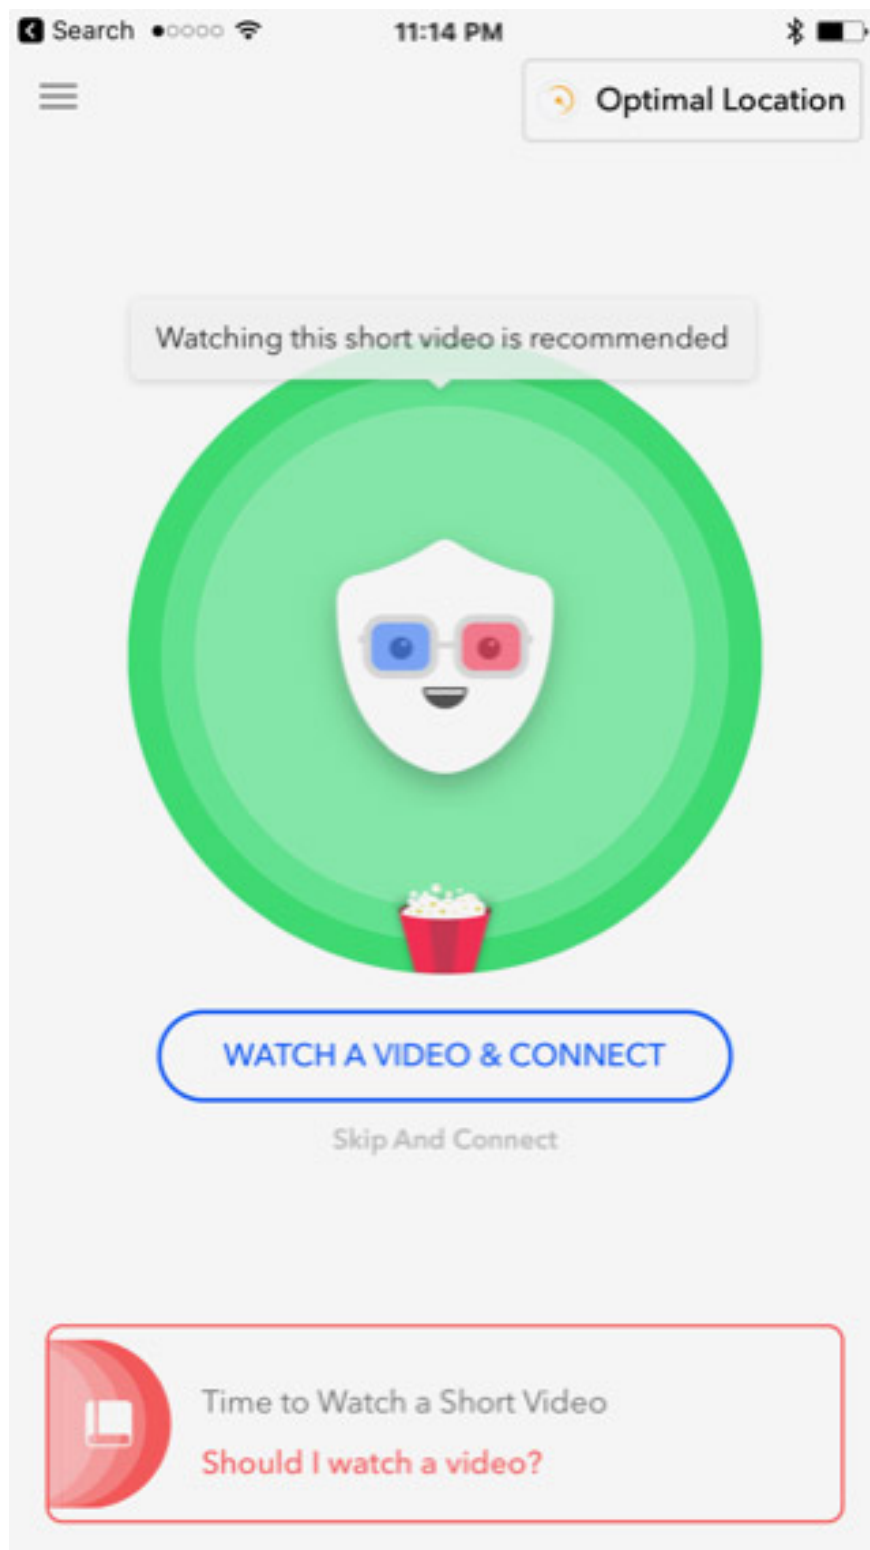 Search
11:14 PM
Optimal Location
Watching this short video is recommended
WATCH A VIDEO & CONNECT
Skip And Connect
Time to Watch a Short Video
Should I watch a video?